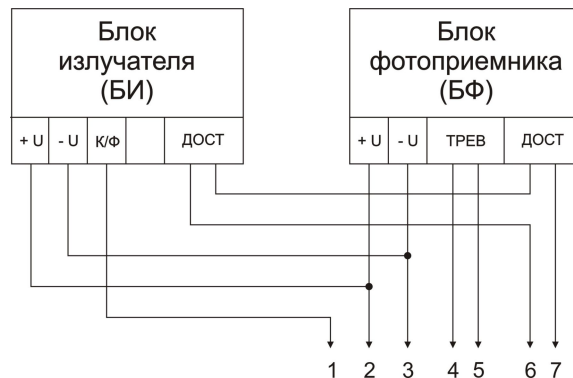 Блок
излучателя
(БИ)
Блок
фотоприемника
(БФ)
+ U - U К/Ф ДОСТ
+ U - U ТРЕВ ДОСТ
1 2 3 4 5 6 7